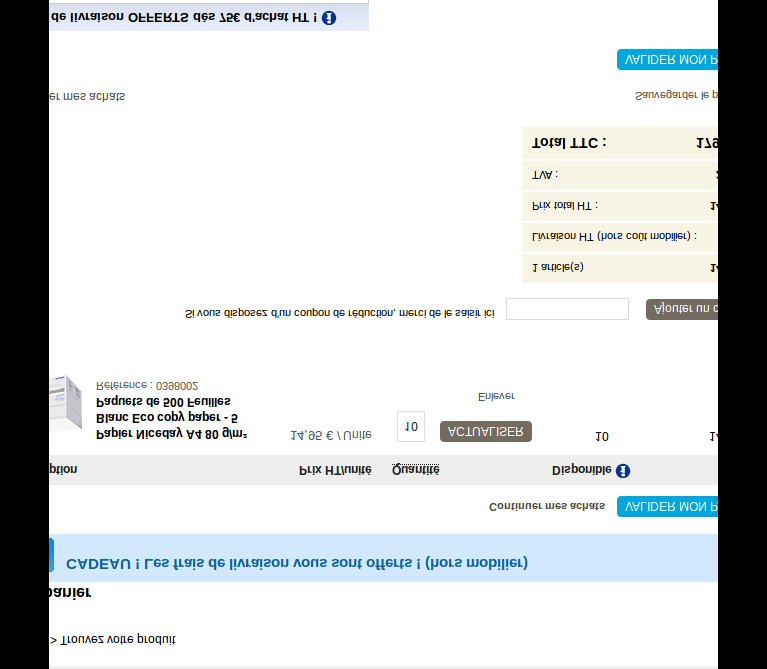 > Trouvez votre produit
panier
CADEAU ! Les frais de livraison vous sont offerts ! (hors mobilier)
Continuer mes achats VALIDER MON P
ption Prix HT/unité Quantité Disponible
Papier Niceday A4 80 g/m²
Blanc Eco copy paper - 5
Paquets de 500 Feuilles
Référence : 0398002
14,95 € / Unité 10 ACTUALISER 10 14
Enlever
Si vous disposez d'un coupon de réduction, merci de le saisir ici Ajouter un c
1 article(s) 14
Livraison HT (hors coût mobilier) :
Prix total HT : 14
TVA : 2
Total TTC : 179
er mes achats Sauvegarder le p
VALIDER MON P
de livraison OFFERTS dès 75€ d'achat HT !